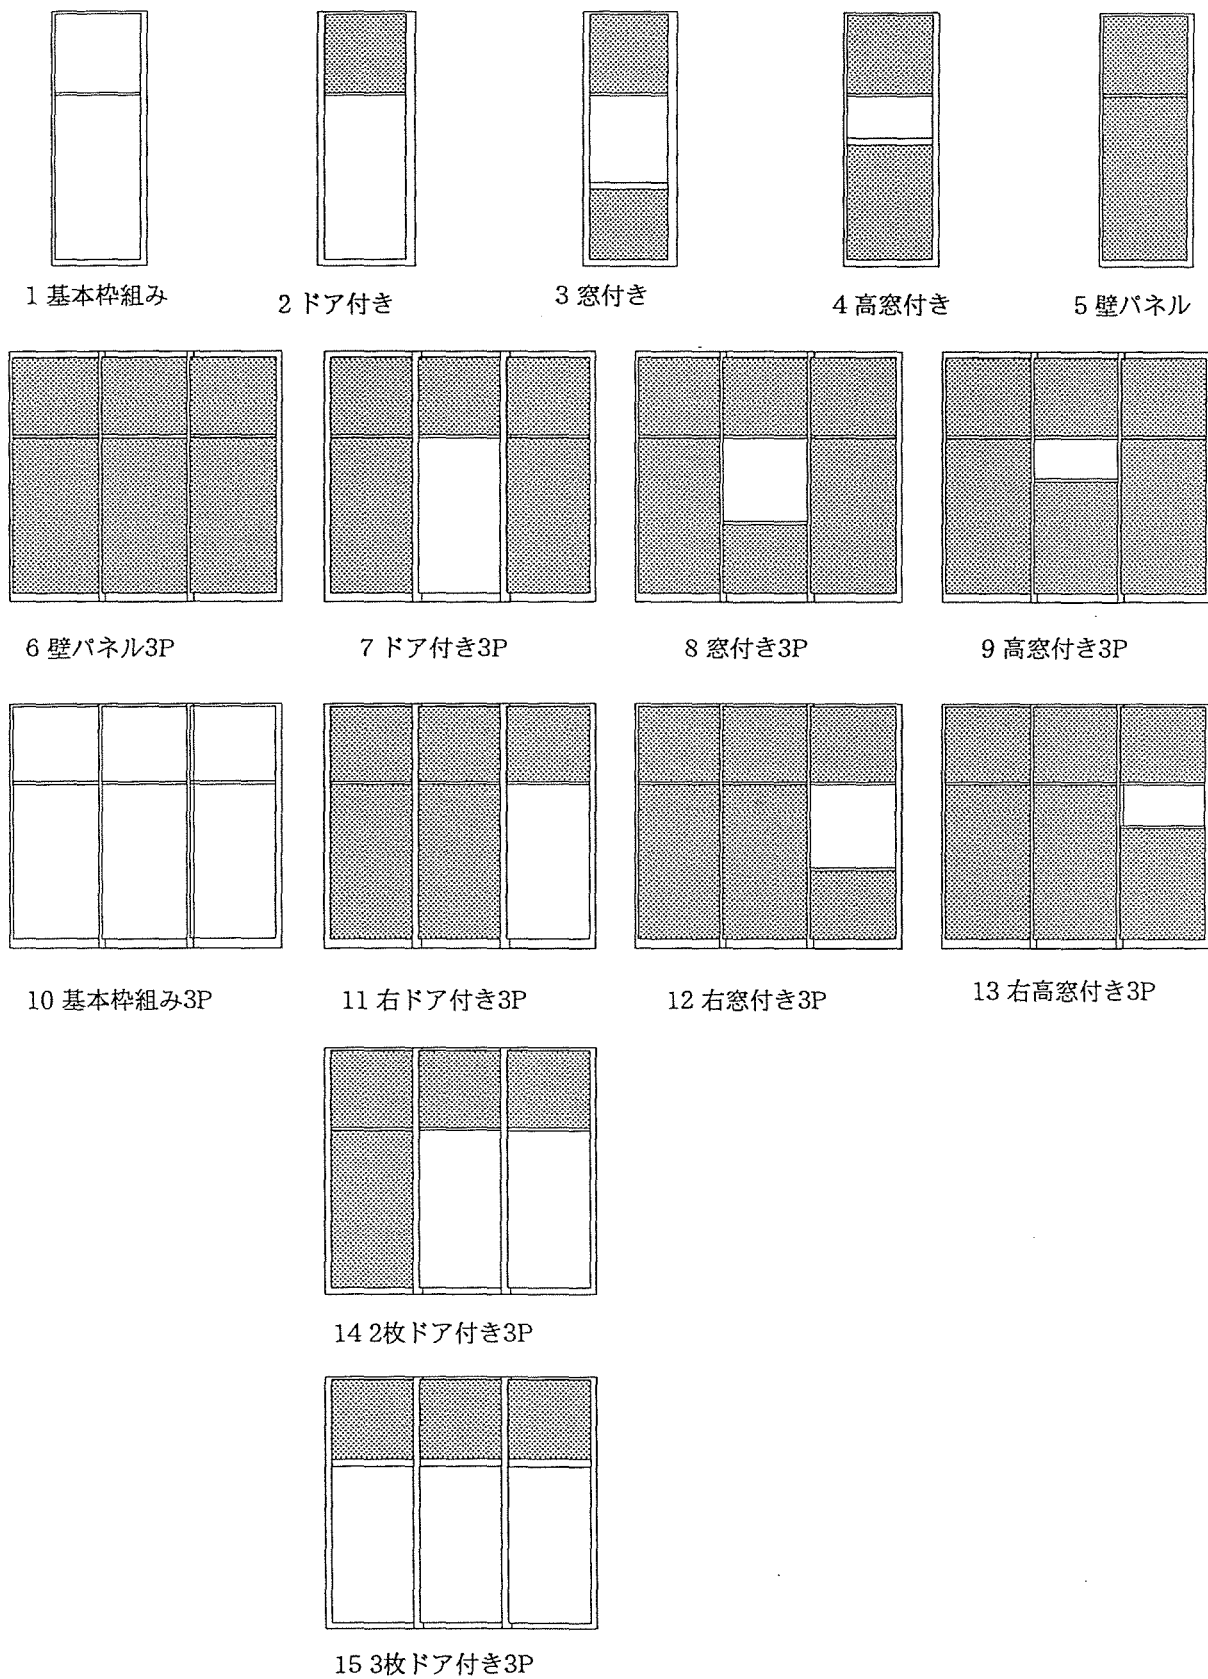 1 基本枠組み
2 ドア付き
3 窓付き
4 高窓付き
5 壁パネル
6 壁パネル3P
7 ドア付き3P
8 窓付き3P
9 高窓付き3P
10 基本枠組み3P
11 右ドア付き3P
12 右窓付き3P
13 右高窓付き3P
14 2枚ドア付き3P
15 3枚ドア付き3P